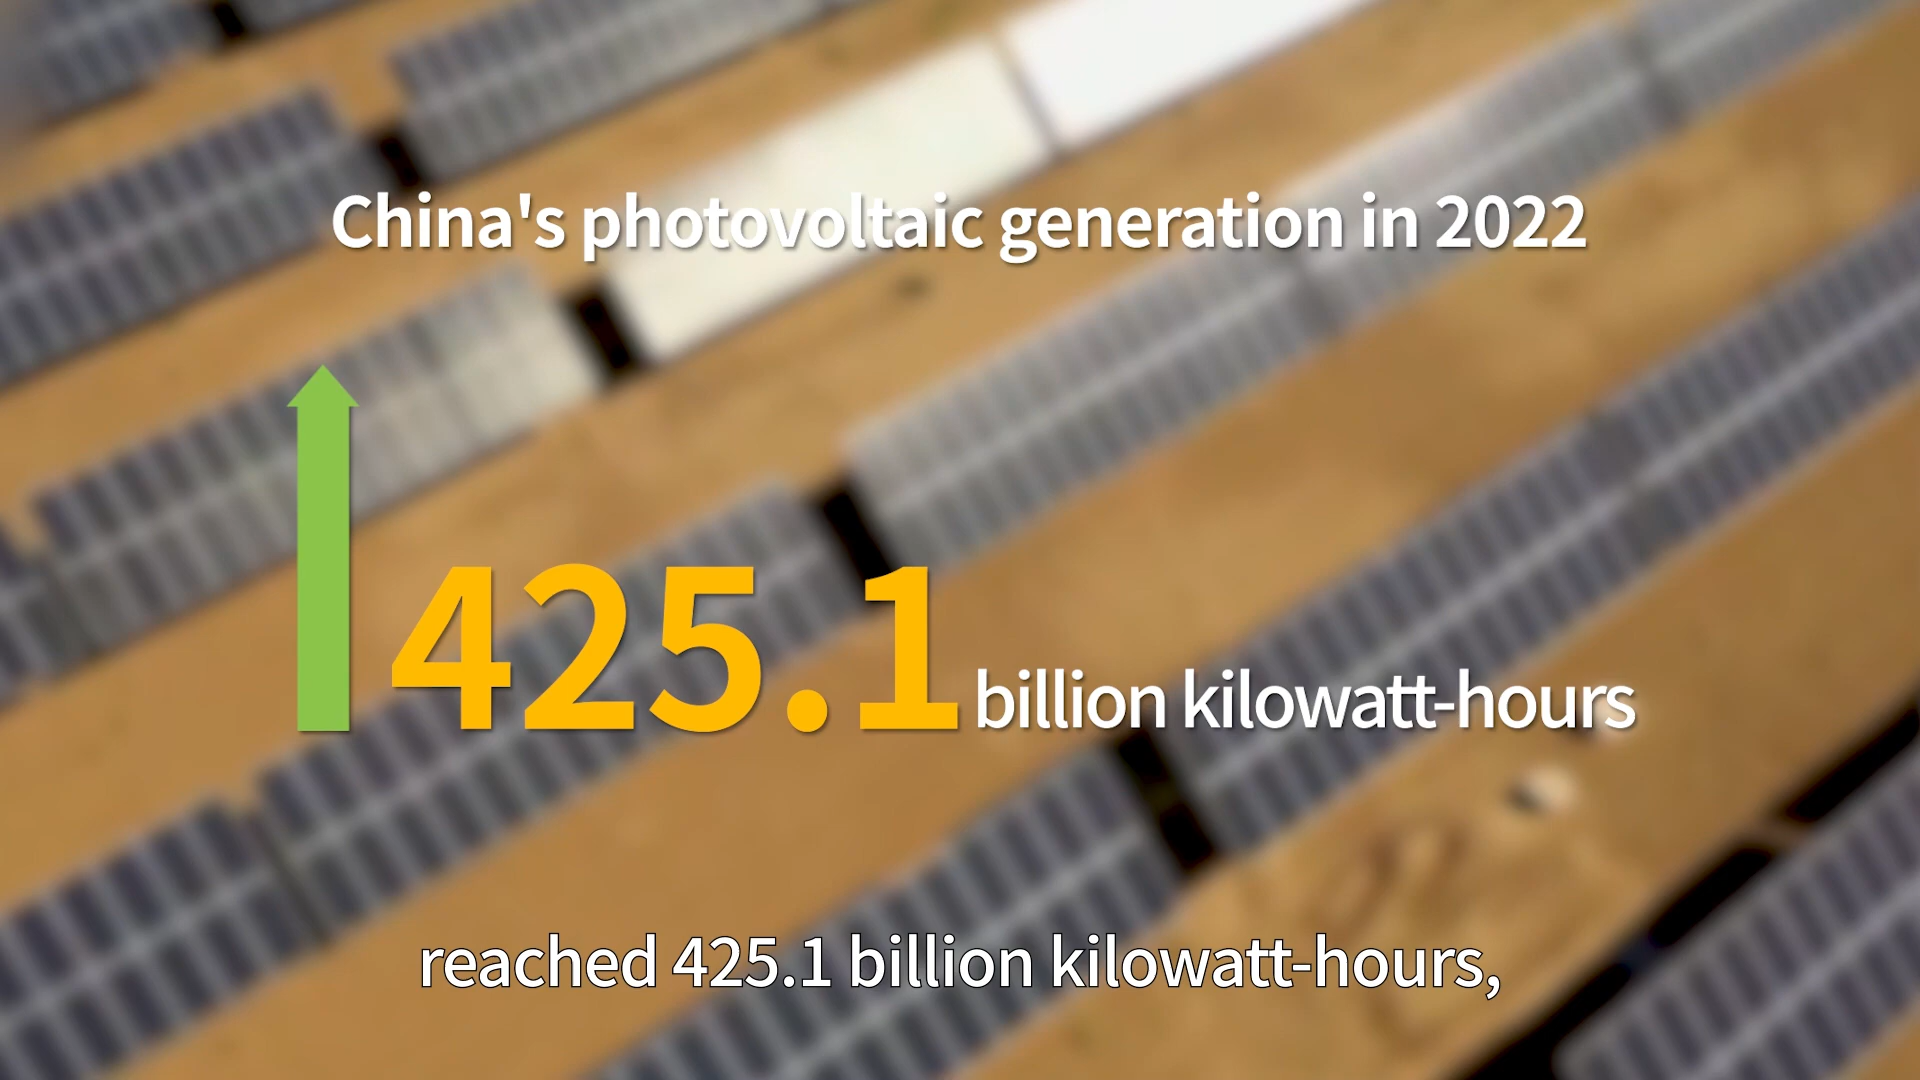 China's photovoltaic generation in 2022
425.1 billion kilowatt-hours
reached 425.1 billion kilowatt-hours,